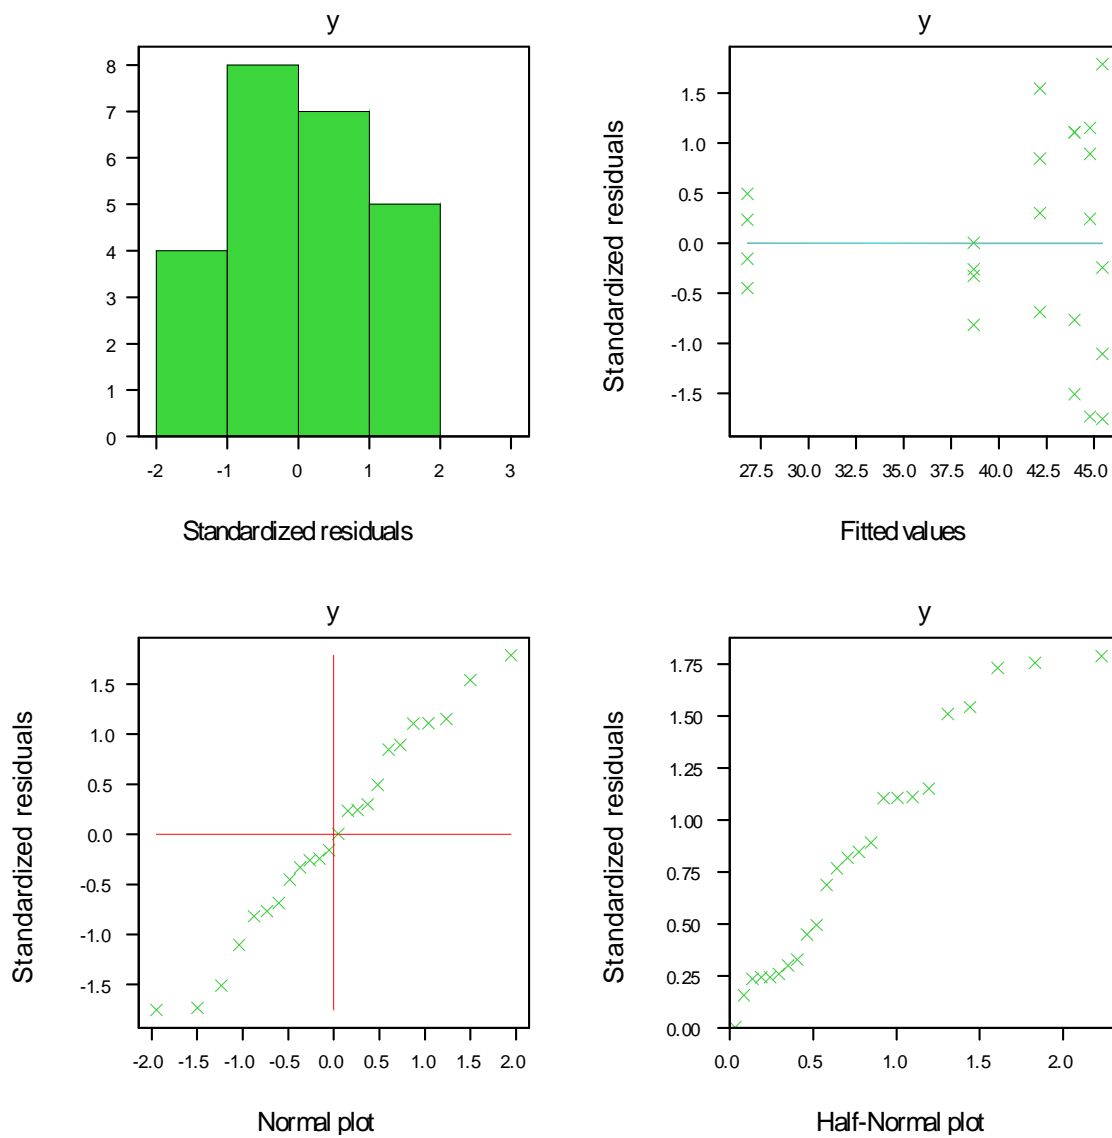 y
8
7
6
5
4
3
2
1
0
-2 -1 0 1 2 3
Standardized residuals
Standardized residuals
y
1.5
1.0
0.5
0.0
-0.5
-1.0
-1.5
27.5 30.0 32.5 35.0 37.5 40.0 42.5 45.0
Fitted values
Standardized residuals
y
1.5
1.0
0.5
0.0
-0.5
-1.0
-1.5
-2.0 -1.5 -1.0 -0.5 0.0 0.5 1.0 1.5 2.0
Normal plot
Standardized residuals
y
1.75
1.50
1.25
1.00
0.75
0.50
0.25
0.00
0.0 0.5 1.0 1.5 2.0
Half-Normal plot